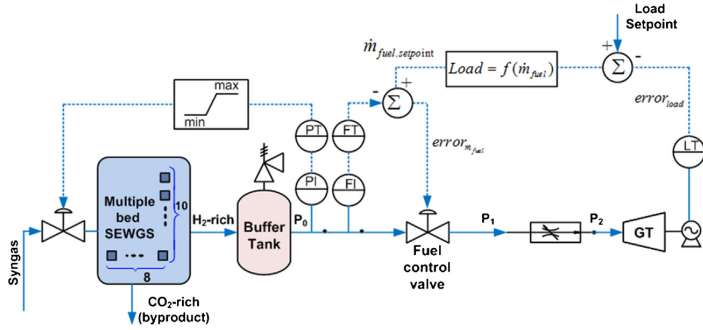 Load
Setpoint
+
-
Σ
ṁfuel.setpoint
Load = f(ṁfuel)
+
-
Σ
max
min
PT
FT
errorload
errorṁfuel
LT
PI
FI
Multiple
bed
SEWGS
10
8
H2-rich
Buffer
Tank
P0
P1
P2
GT
Fuel
control
valve
Syngas
CO2-rich
(byproduct)